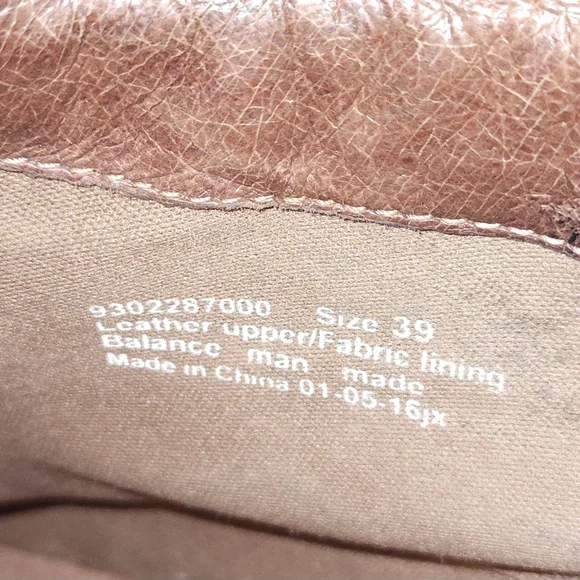 9302287000 Size 39
Leather upper/Fabric lining
Balance man made
Made in China 01-05-16jx